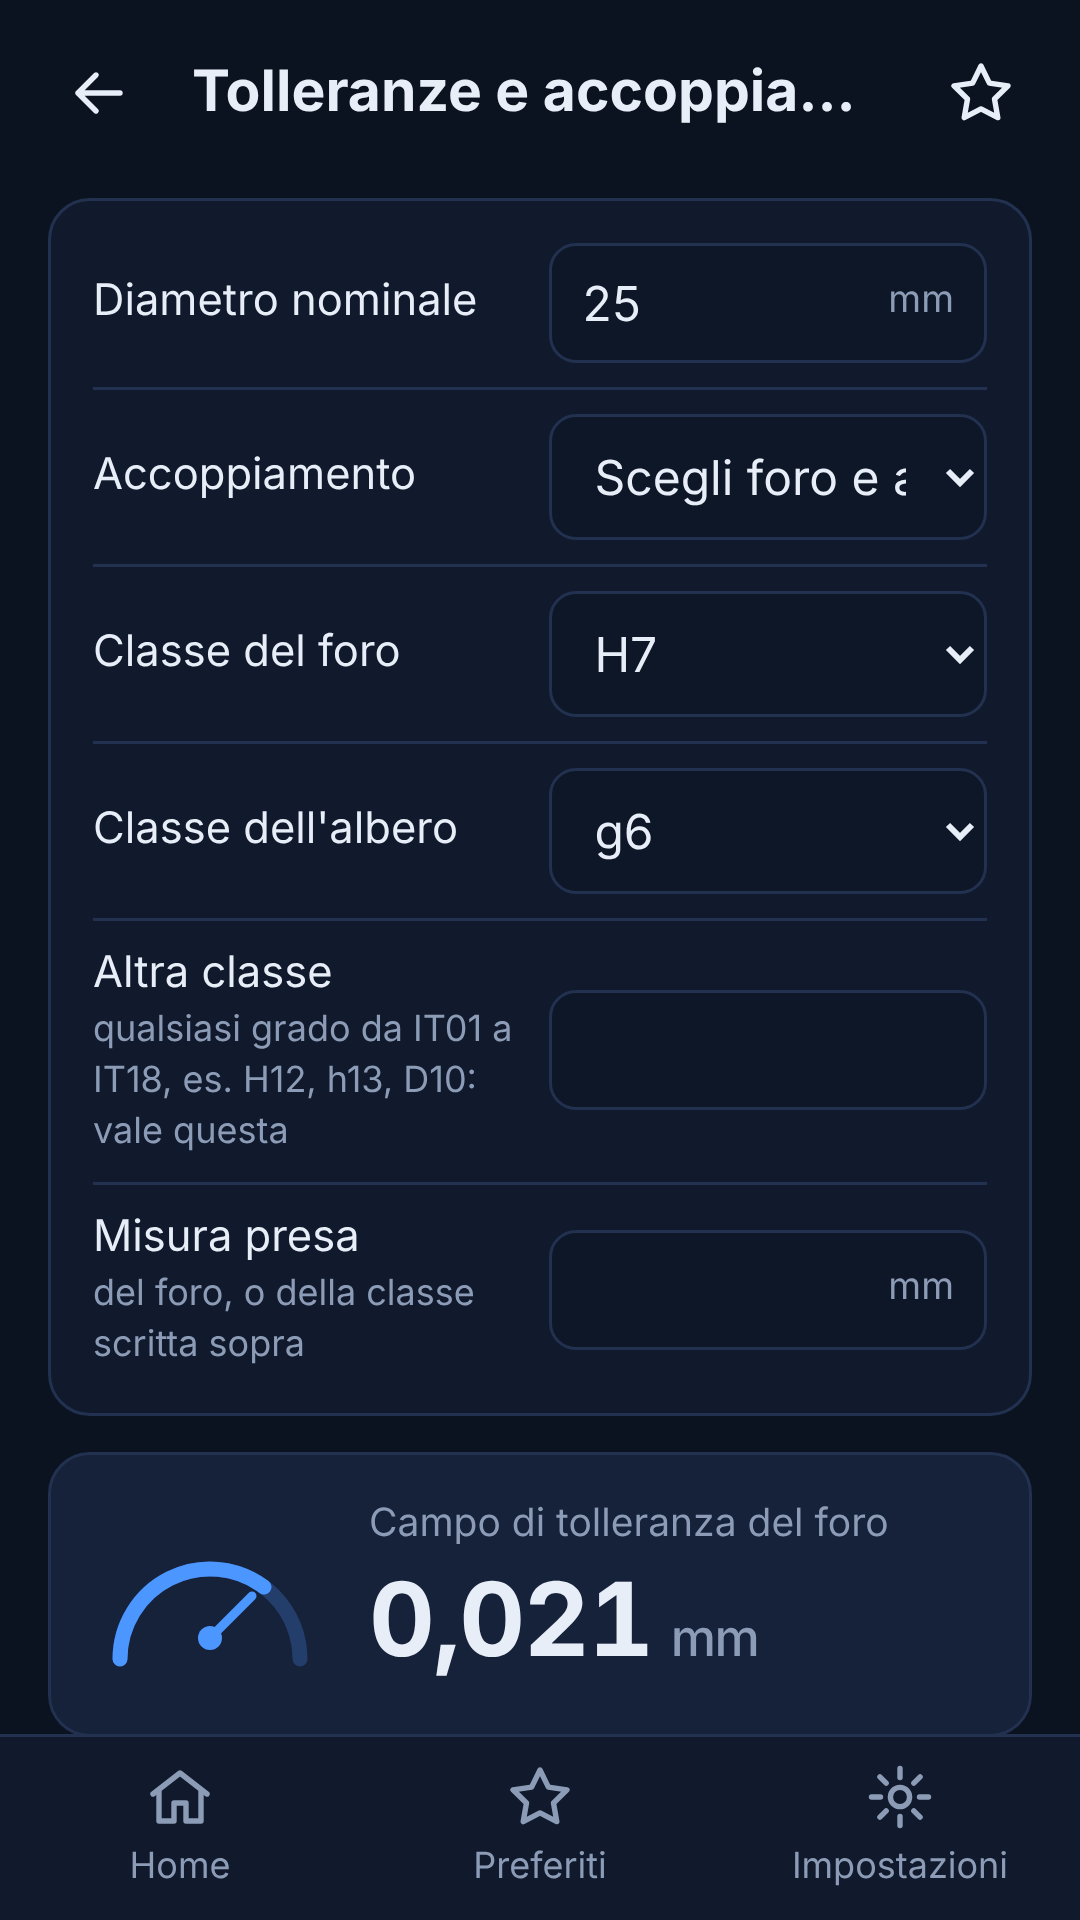 Tolleranze e accoppia...
Diametro nominale
25 mm
Accoppiamento
Scegli foro e a
Classe del foro
H7
Classe dell'albero
g6
Altra classe
qualsiasi grado da IT01 a
IT18, es. H12, h13, D10:
vale questa
Misura presa
del foro, o della classe
scritta sopra
mm
Campo di tolleranza del foro
0,021 mm
Home
Preferiti
Impostazioni